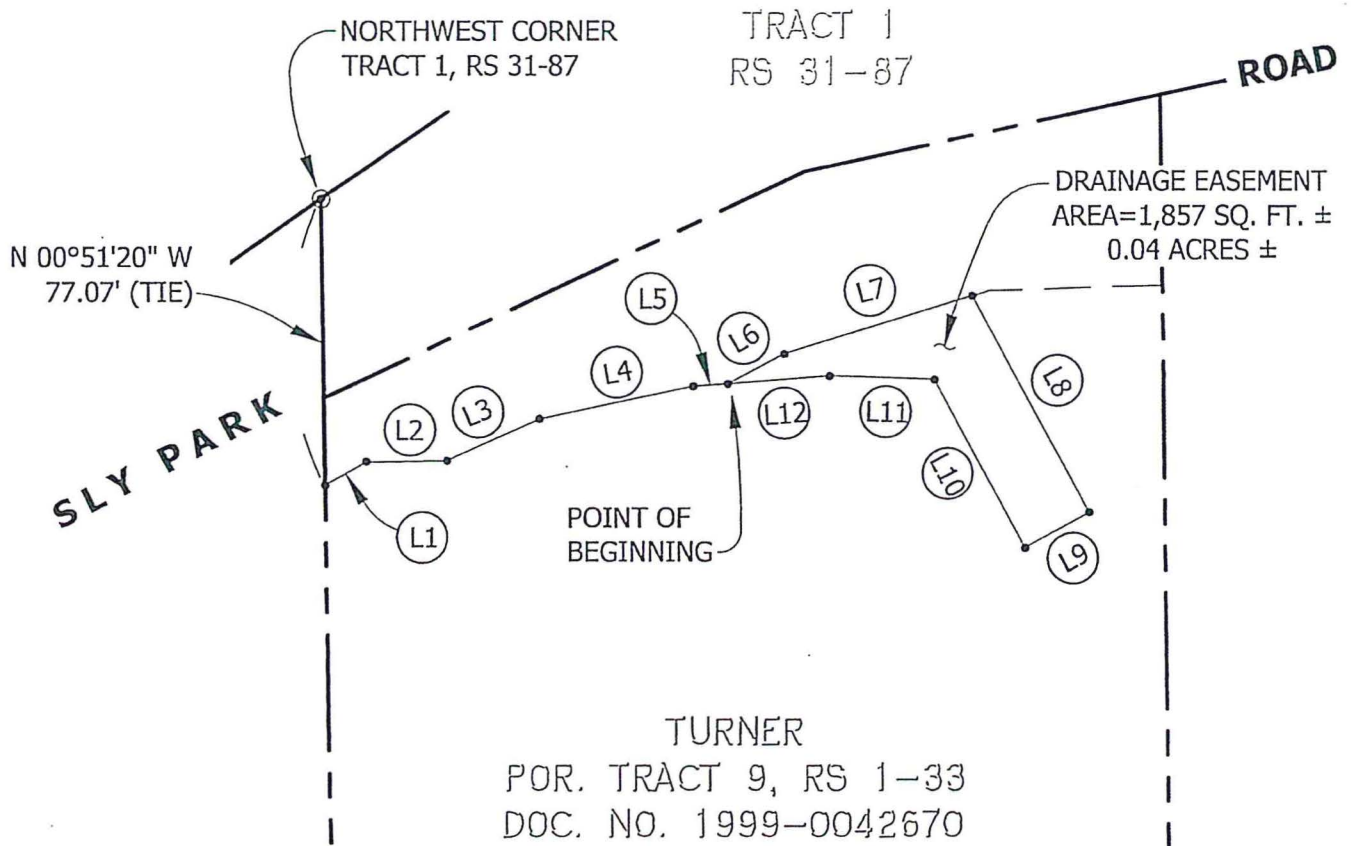 TRACT 1
RS 31-87
NORTHWEST CORNER
TRACT 1, RS 31-87
ROAD
DRAINAGE EASEMENT
AREA=1,857 SQ. FT. ±
0.04 ACRES ±
N 00°51'20" W
77.07' (TIE)
L5
L7
L6
L4
L8
L3
L2
L12
L11
SLY PARK
L10
L1
POINT OF
BEGINNING
L9
TURNER
POR. TRACT 9, RS 1-33
DOC. NO. 1999-0042670